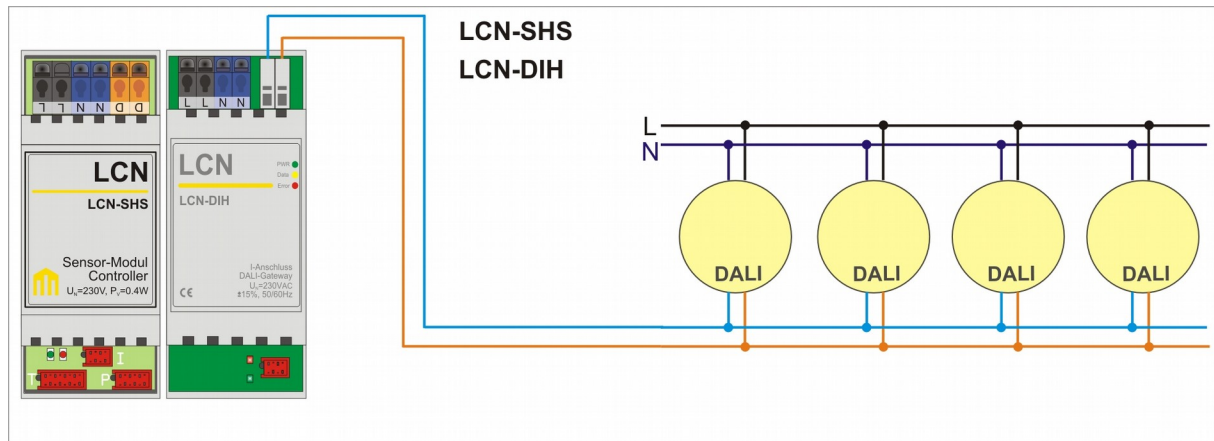 LCN-SHS
LCN-DIH
L L N N D D
LCN
LCN-SHS
Sensor-Modul
Controller
Uₙ=230V, Pᵥ=0.4W
I
T P
L L N N
LCN
PWR
Data
Error
LCN-DIH
I-Anschluss
DALI-Gateway
Uₙ=230VAC
±15%, 50/60Hz
CE
L
N
DALI DALI DALI DALI